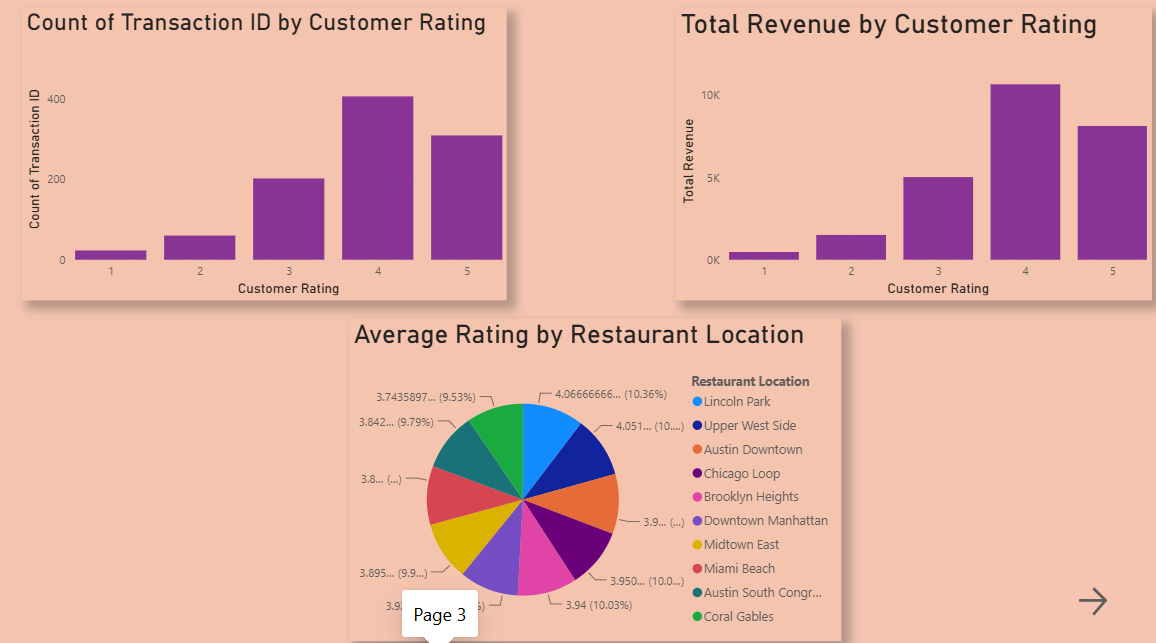 Count of Transaction ID by Customer Rating
Count of Transaction ID
400
200
0
1 2 3 4 5
Customer Rating
Total Revenue by Customer Rating
Total Revenue
10K
5K
0K
1 2 3 4 5
Customer Rating
Average Rating by Restaurant Location
3.7435897... (9.53%)
4.06666666... (10.36%)
3.842... (9.79%)
4.051... (10....)
3.8... (...)
3.9... (...)
3.895... (9.9...)
3.950... (10.0...)
3.94 (10.03%)
Restaurant Location
Lincoln Park
Upper West Side
Austin Downtown
Chicago Loop
Brooklyn Heights
Downtown Manhattan
Midtown East
Miami Beach
Austin South Congr...
Coral Gables
Page 3